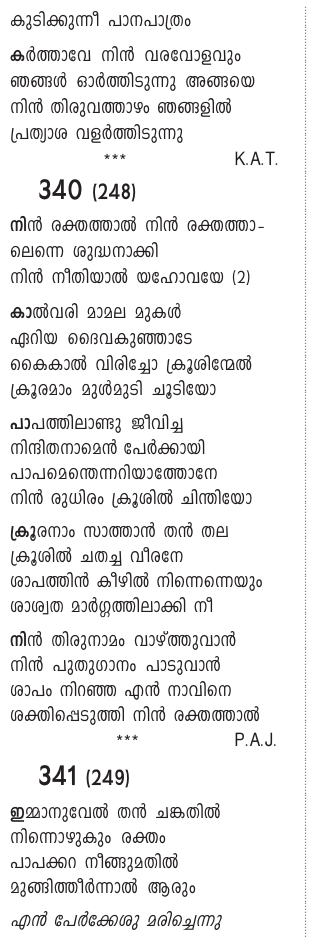 കുടിക്കുന്നീ പാനപാത്രം
കർത്താവേ നിൻ വരവോളവും
ഞങ്ങൾ ഓർത്തിടുന്നു അങ്ങയെ
നിൻ തിരുവത്താഴം ഞങ്ങളിൽ
പ്രത്യാശ വളർത്തിടുന്നു
*** K.A.T.
340 (248)
നിൻ രക്തത്താൽ നിൻ രക്തത്താ-
ലെന്നെ ശുദ്ധനാക്കി
നിൻ നീതിയാൽ യഹോവയേ (2)
കാൽവരി മാമല മുകൾ
ഏറിയ ദൈവകുഞ്ഞാടേ
കൈകാൽ വിരിച്ചോ ക്രൂശിന്മേൽ
ക്രൂരമാം മുൾമുടി ചൂടിയോ
പാപത്തിലാണ്ടു ജീവിച്ച
നിന്ദിതനാമെൻ പേർക്കായി
പാപമെന്തെന്നറിയാത്തോനേ
നിൻ രുധിരം ക്രൂശിൽ ചിന്തിയോ
ക്രൂരനാം സാത്താൻ തൻ തല
ക്രൂശിൽ ചതച്ച വീരനേ
ശാപത്തിൻ കീഴിൽ നിന്നെന്നെയും
ശാശ്വത മാർഗ്ഗത്തിലാക്കി നീ
നിൻ തിരുനാമം വാഴ്ത്തുവാൻ
നിൻ പുതുഗാനം പാടുവാൻ
ശാപം നിറഞ്ഞ എൻ നാവിനെ
ശക്തിപ്പെടുത്തി നിൻ രക്തത്താൽ
*** P.A.J.
341 (249)
ഇമ്മാനുവേൽ തൻ ചങ്കതിൽ
നിന്നൊഴുകും രക്തം
പാപക്കറ നീങ്ങുമതിൽ
മുങ്ങിത്തീർന്നാൽ ആരും
എൻ പേർക്കേശു മരിച്ചെന്നു